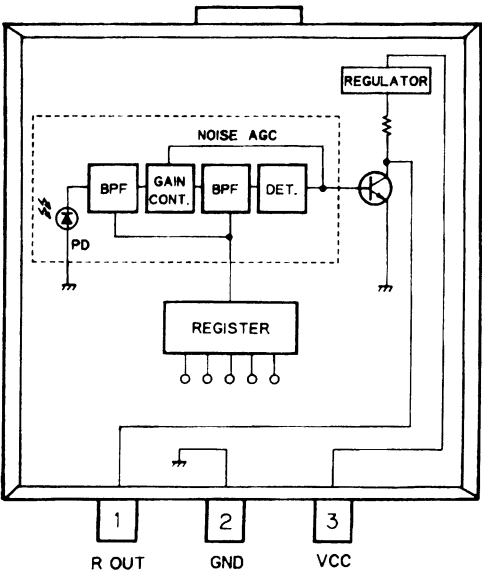 REGULATOR
NOISE AGC
BPF
GAIN
CONT.
BPF
DET.
PD
REGISTER
1
2
3
R OUT
GND
VCC